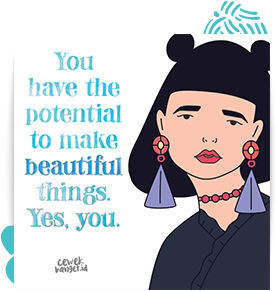 You
have the
potential
to make
beautiful
things.
Yes, you.
cewek
banget.id